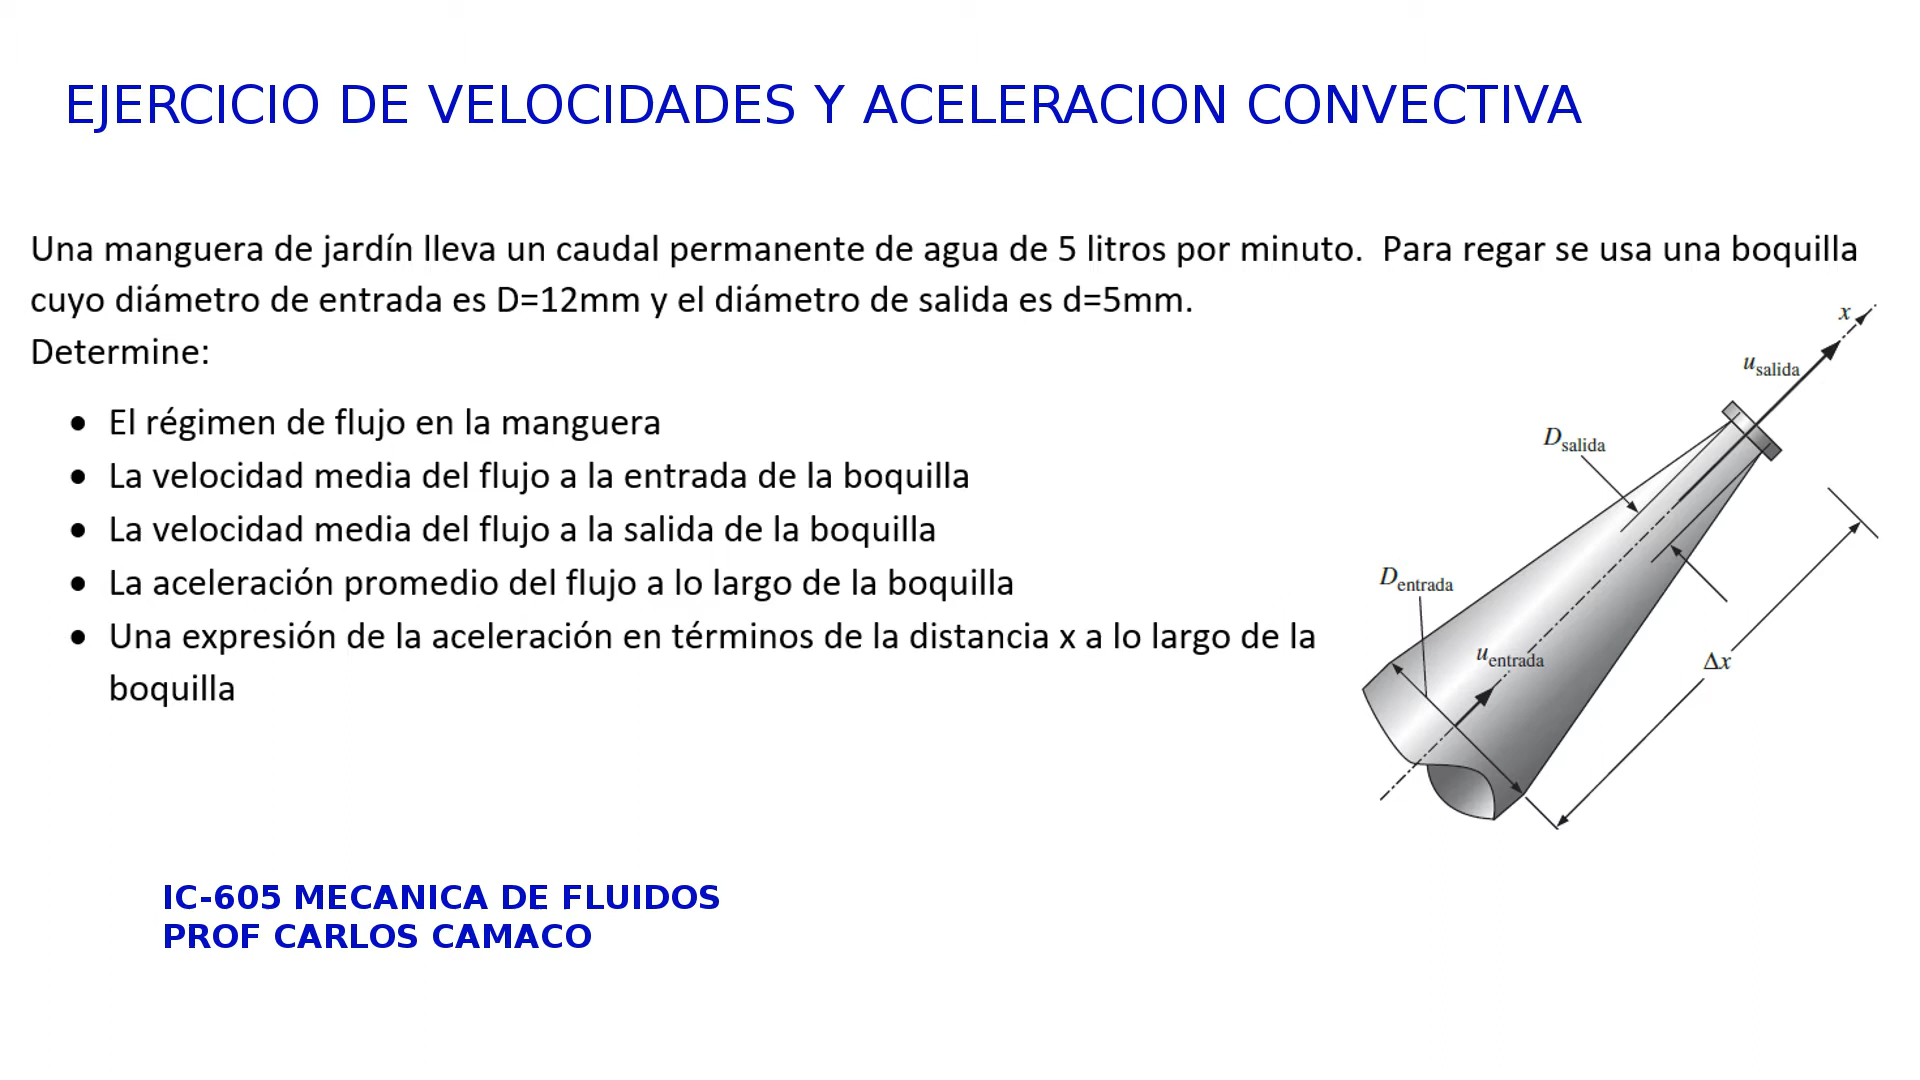 EJERCICIO DE VELOCIDADES Y ACELERACION CONVECTIVA
Una manguera de jardín lleva un caudal permanente de agua de 5 litros por minuto. Para regar se usa una boquilla
cuyo diámetro de entrada es D=12mm y el diámetro de salida es d=5mm.
Determine:
• El régimen de flujo en la manguera
• La velocidad media del flujo a la entrada de la boquilla
• La velocidad media del flujo a la salida de la boquilla
• La aceleración promedio del flujo a lo largo de la boquilla
• Una expresión de la aceleración en términos de la distancia x a lo largo de la
boquilla
x
u salida
D salida
D entrada
u entrada
Δx
IC-605 MECANICA DE FLUIDOS
PROF CARLOS CAMACO